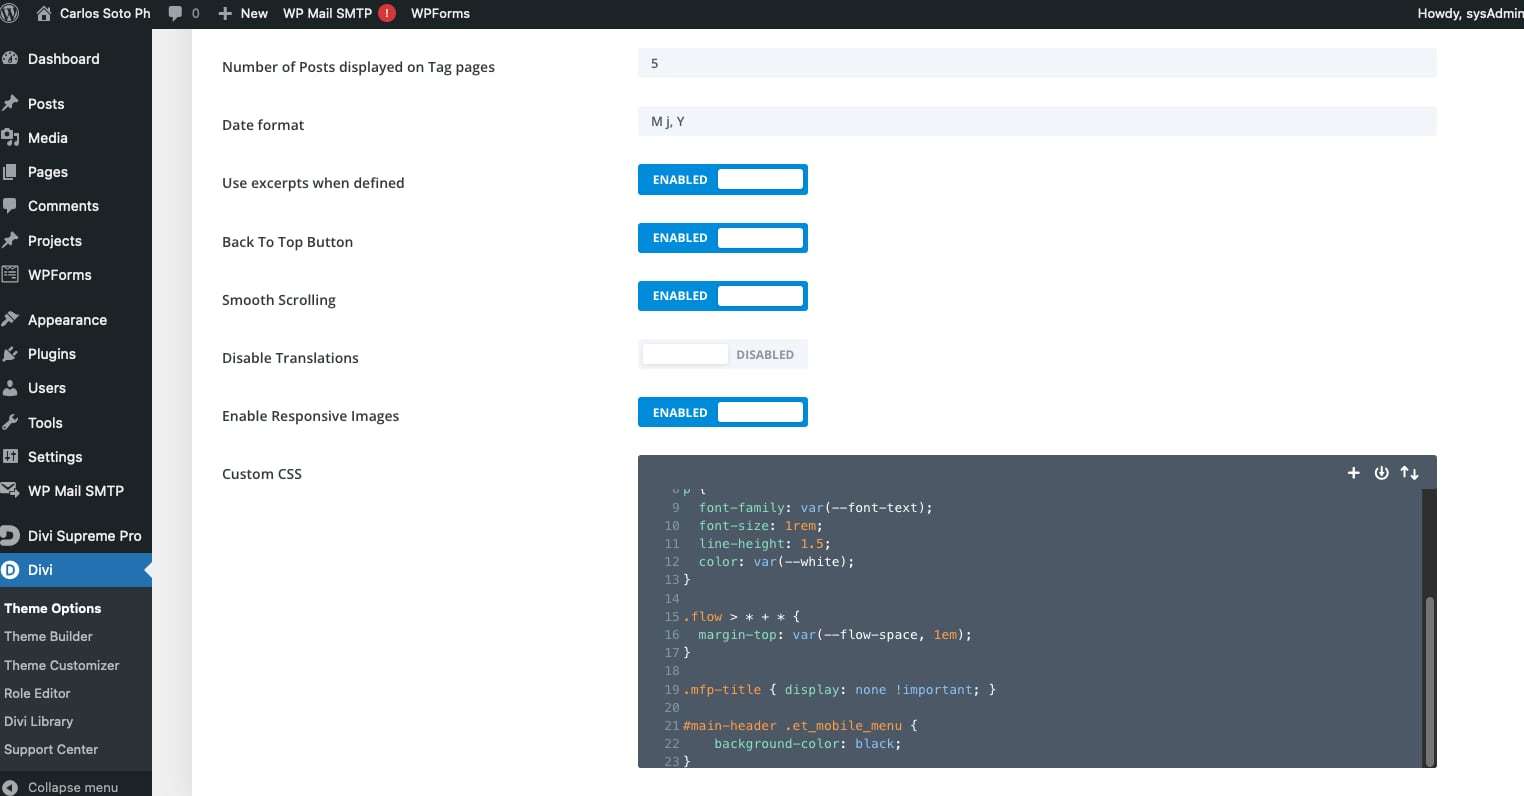 Carlos Soto Ph
0
New
WP Mail SMTP
!
WPForms
Howdy, sysAdmin
Dashboard
Posts
Media
Pages
Comments
Projects
WPForms
Appearance
Plugins
Users
Tools
Settings
WP Mail SMTP
Divi Supreme Pro
Divi
Theme Options
Theme Builder
Theme Customizer
Role Editor
Divi Library
Support Center
Collapse menu
Number of Posts displayed on Tag pages
5
Date format
M j, Y
Use excerpts when defined
ENABLED
Back To Top Button
ENABLED
Smooth Scrolling
ENABLED
Disable Translations
DISABLED
Enable Responsive Images
ENABLED
Custom CSS
8 p {
9 font-family: var(--font-text);
10 font-size: 1rem;
11 line-height: 1.5;
12 color: var(--white);
13 }
14
15 .flow > * + * {
16 margin-top: var(--flow-space, 1em);
17 }
18
19 .mfp-title { display: none !important; }
20
21 #main-header .et_mobile_menu {
22 background-color: black;
23 }